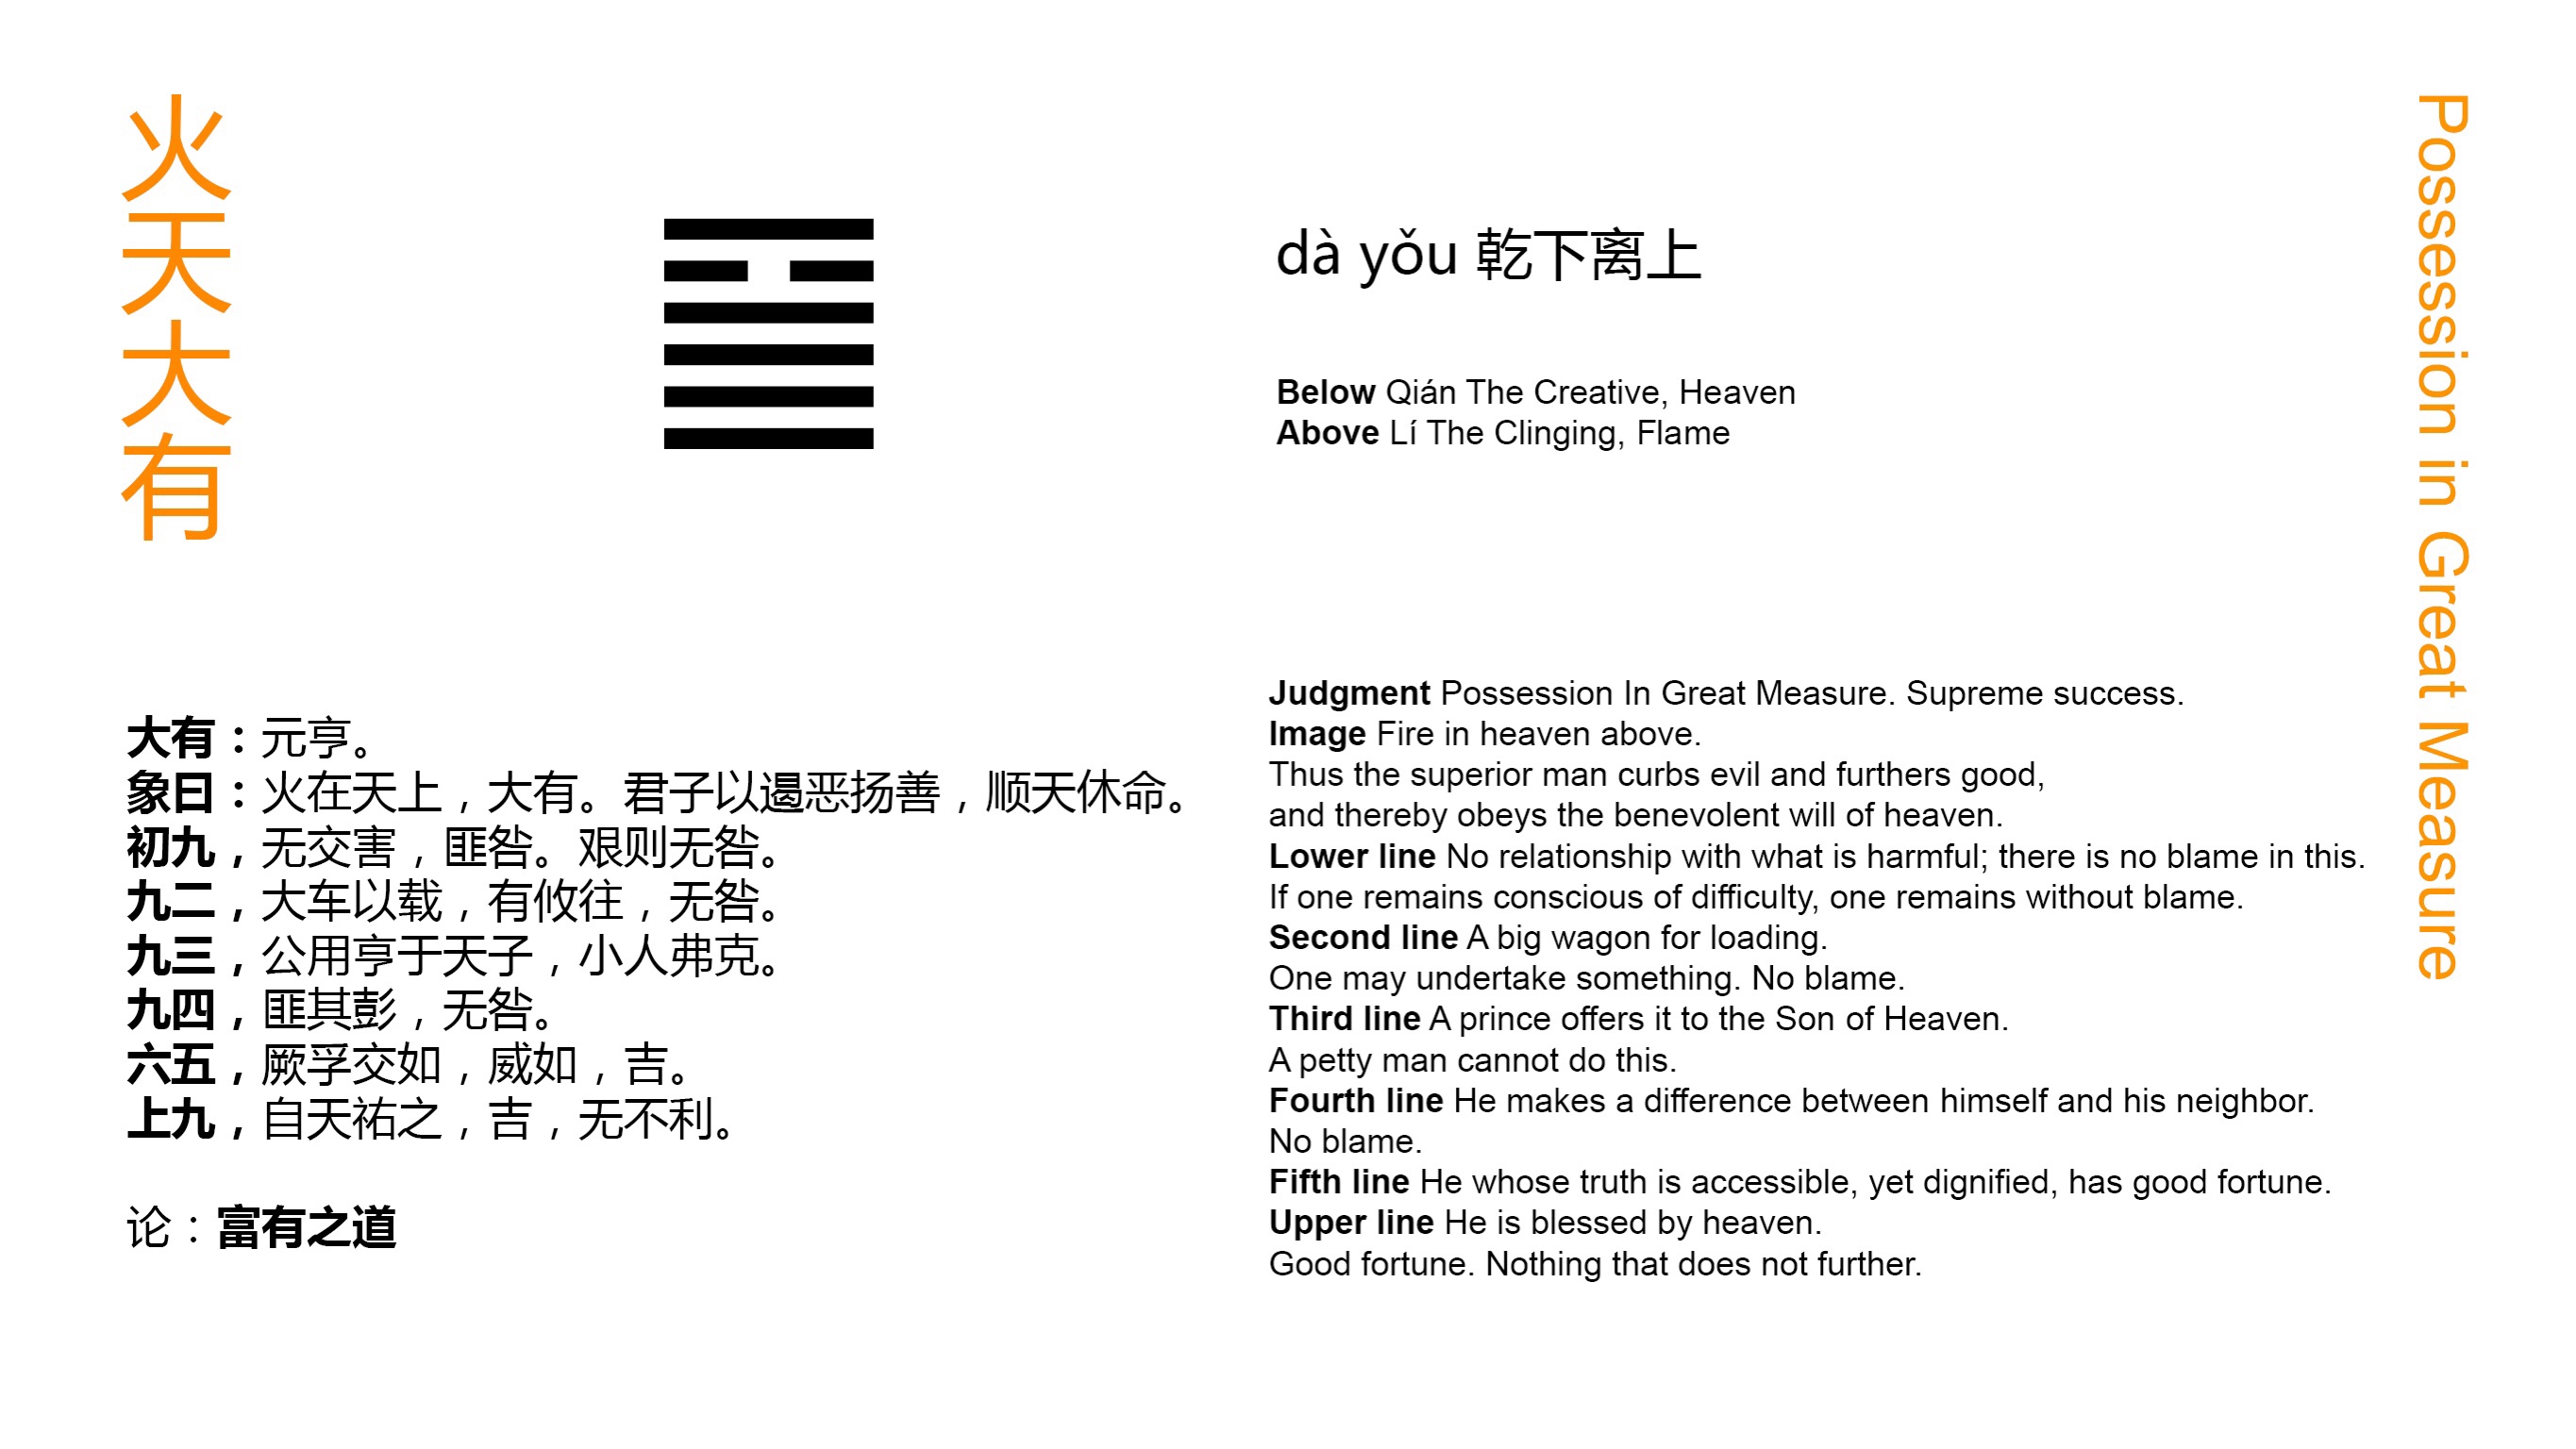 火天大有
dà yǒu 乾下离上
Below Qián The Creative, Heaven
Above Lí The Clinging, Flame
Possession in Great Measure
大有：元亨。
象曰：火在天上，大有。君子以遏恶扬善，顺天休命。
初九，无交害，匪咎。艰则无咎。
九二，大车以载，有攸往，无咎。
九三，公用亨于天子，小人弗克。
九四，匪其彭，无咎。
六五，厥孚交如，威如，吉。
上九，自天祐之，吉，无不利。
论：富有之道
Judgment Possession In Great Measure. Supreme success.
Image Fire in heaven above.
Thus the superior man curbs evil and furthers good,
and thereby obeys the benevolent will of heaven.
Lower line No relationship with what is harmful; there is no blame in this.
If one remains conscious of difficulty, one remains without blame.
Second line A big wagon for loading.
One may undertake something. No blame.
Third line A prince offers it to the Son of Heaven.
A petty man cannot do this.
Fourth line He makes a difference between himself and his neighbor.
No blame.
Fifth line He whose truth is accessible, yet dignified, has good fortune.
Upper line He is blessed by heaven.
Good fortune. Nothing that does not further.